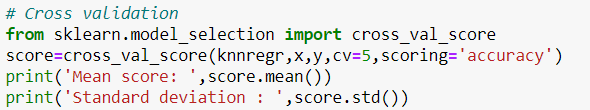 # Cross validation
from sklearn.model_selection import cross_val_score
score=cross_val_score(knnregr,x,y,cv=5,scoring='accuracy')
print('Mean score: ',score.mean())
print('Standard deviation : ',score.std())